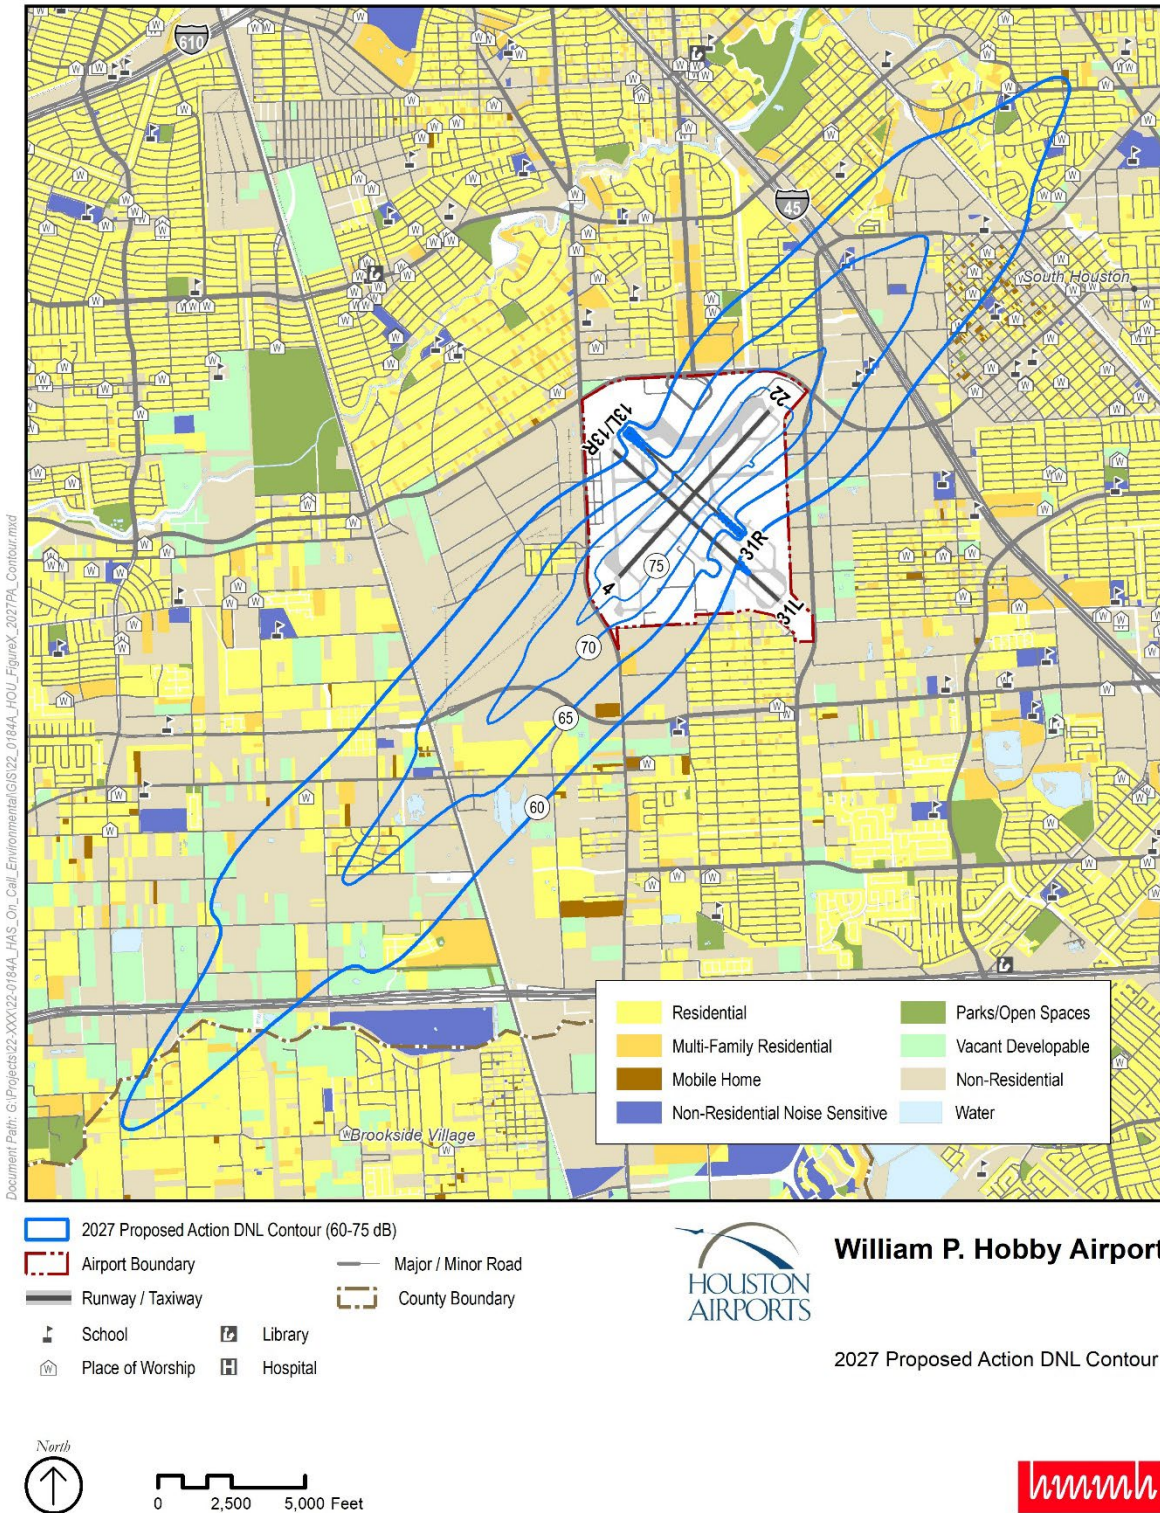 610
45
South Houston
22
13L/13R
31R
31L
4
75
70
65
60
Brookside Village
Residential
Multi-Family Residential
Mobile Home
Non-Residential Noise Sensitive
Parks/Open Spaces
Vacant Developable
Non-Residential
Water
Document Path: G:\Projects\22-XXX\22-0184A_HAS_On_Call_Environmental\GIS\22_0184A_HOU_FigureX_2027PA_Contour.mxd
2027 Proposed Action DNL Contour (60-75 dB)
Airport Boundary
Major / Minor Road
Runway / Taxiway
County Boundary
School
Library
W Place of Worship
H Hospital
HOUSTON
AIRPORTS
William P. Hobby Airport
2027 Proposed Action DNL Contour
North
0 2,500 5,000 Feet
hmmh